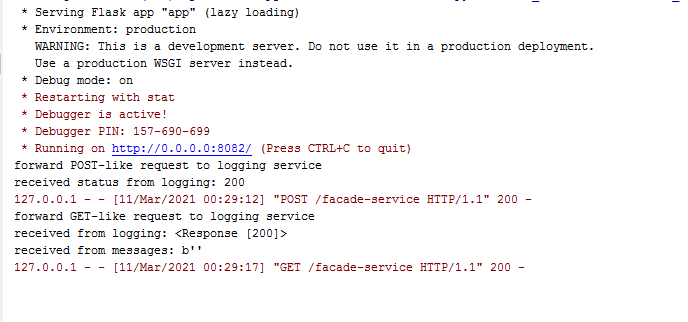 * Serving Flask app "app" (lazy loading)
* Environment: production
WARNING: This is a development server. Do not use it in a production deployment.
Use a production WSGI server instead.
* Debug mode: on
* Restarting with stat
* Debugger is active!
* Debugger PIN: 157-690-699
* Running on http://0.0.0.0:8082/ (Press CTRL+C to quit)
forward POST-like request to logging service
received status from logging: 200
127.0.0.1 - - [11/Mar/2021 00:29:12] "POST /facade-service HTTP/1.1" 200 -
forward GET-like request to logging service
received from logging: <Response [200]>
received from messages: b''
127.0.0.1 - - [11/Mar/2021 00:29:17] "GET /facade-service HTTP/1.1" 200 -